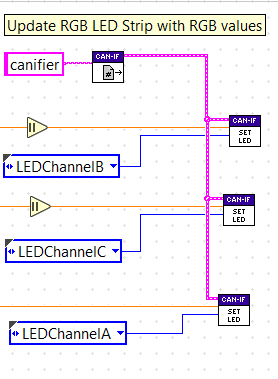 Update RGB LED Strip with RGB values
canifier
CAN-IF
#
CAN-IF
SET
LED
LEDChannelB
CAN-IF
SET
LED
LEDChannelC
CAN-IF
SET
LED
LEDChannelA